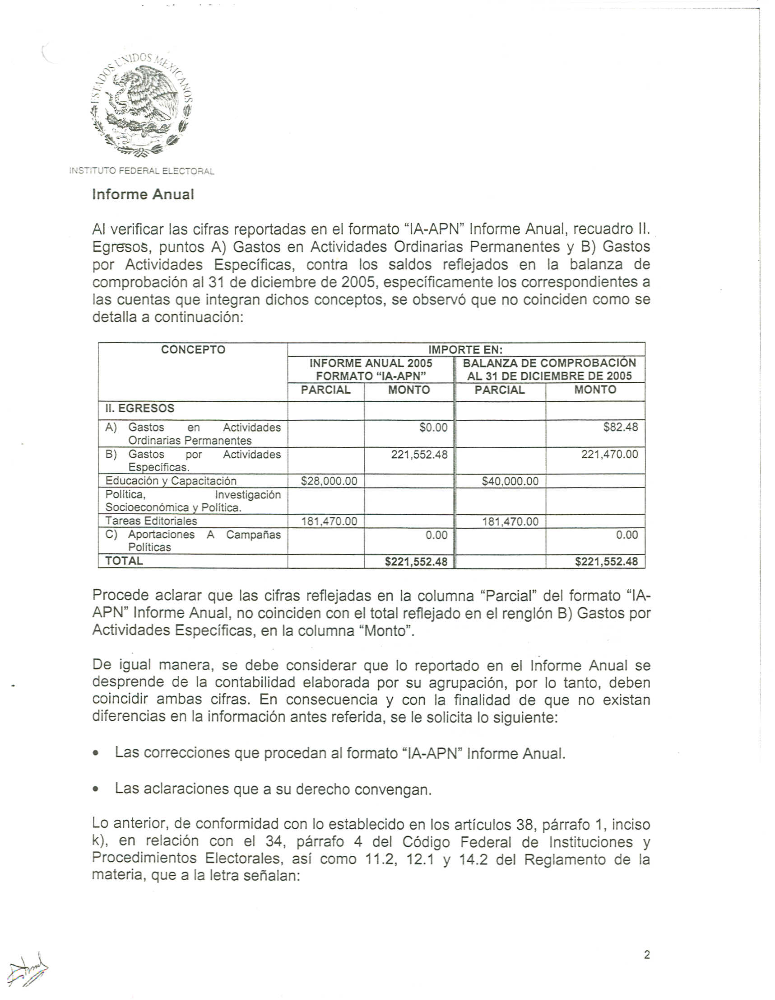 ESTADOS UNIDOS MEXICANOS
INSTITUTO FEDERAL ELECTORAL
Informe Anual
Al verificar las cifras reportadas en el formato “IA-APN” Informe Anual, recuadro II.
Egresos, puntos A) Gastos en Actividades Ordinarias Permanentes y B) Gastos
por Actividades Específicas, contra los saldos reflejados en la balanza de
comprobación al 31 de diciembre de 2005, específicamente los correspondientes a
las cuentas que integran dichos conceptos, se observó que no coinciden como se
detalla a continuación:
CONCEPTO IMPORTE EN:
INFORME ANUAL 2005 BALANZA DE COMPROBACIÓN
FORMATO “IA-APN” AL 31 DE DICIEMBRE DE 2005
PARCIAL MONTO PARCIAL MONTO
II. EGRESOS
A) Gastos en Actividades $0.00 $82.48
Ordinarias Permanentes
B) Gastos por Actividades 221,552.48 221,470.00
Específicas.
Educación y Capacitación $28,000.00 $40,000.00
Política, Investigación
Socioeconómica y Política.
Tareas Editoriales 181,470.00 181,470.00
C) Aportaciones A Campañas 0.00 0.00
Políticas
TOTAL $221,552.48 $221,552.48
Procede aclarar que las cifras reflejadas en la columna “Parcial” del formato “IA-
APN” Informe Anual, no coinciden con el total reflejado en el renglón B) Gastos por
Actividades Específicas, en la columna “Monto”.
De igual manera, se debe considerar que lo reportado en el Informe Anual se
desprende de la contabilidad elaborada por su agrupación, por lo tanto, deben
coincidir ambas cifras. En consecuencia y con la finalidad de que no existan
diferencias en la información antes referida, se le solicita lo siguiente:
• Las correcciones que procedan al formato “IA-APN” Informe Anual.
• Las aclaraciones que a su derecho convengan.
Lo anterior, de conformidad con lo establecido en los artículos 38, párrafo 1, inciso
k), en relación con el 34, párrafo 4 del Código Federal de Instituciones y
Procedimientos Electorales, así como 11.2, 12.1 y 14.2 del Reglamento de la
materia, que a la letra señalan:
2